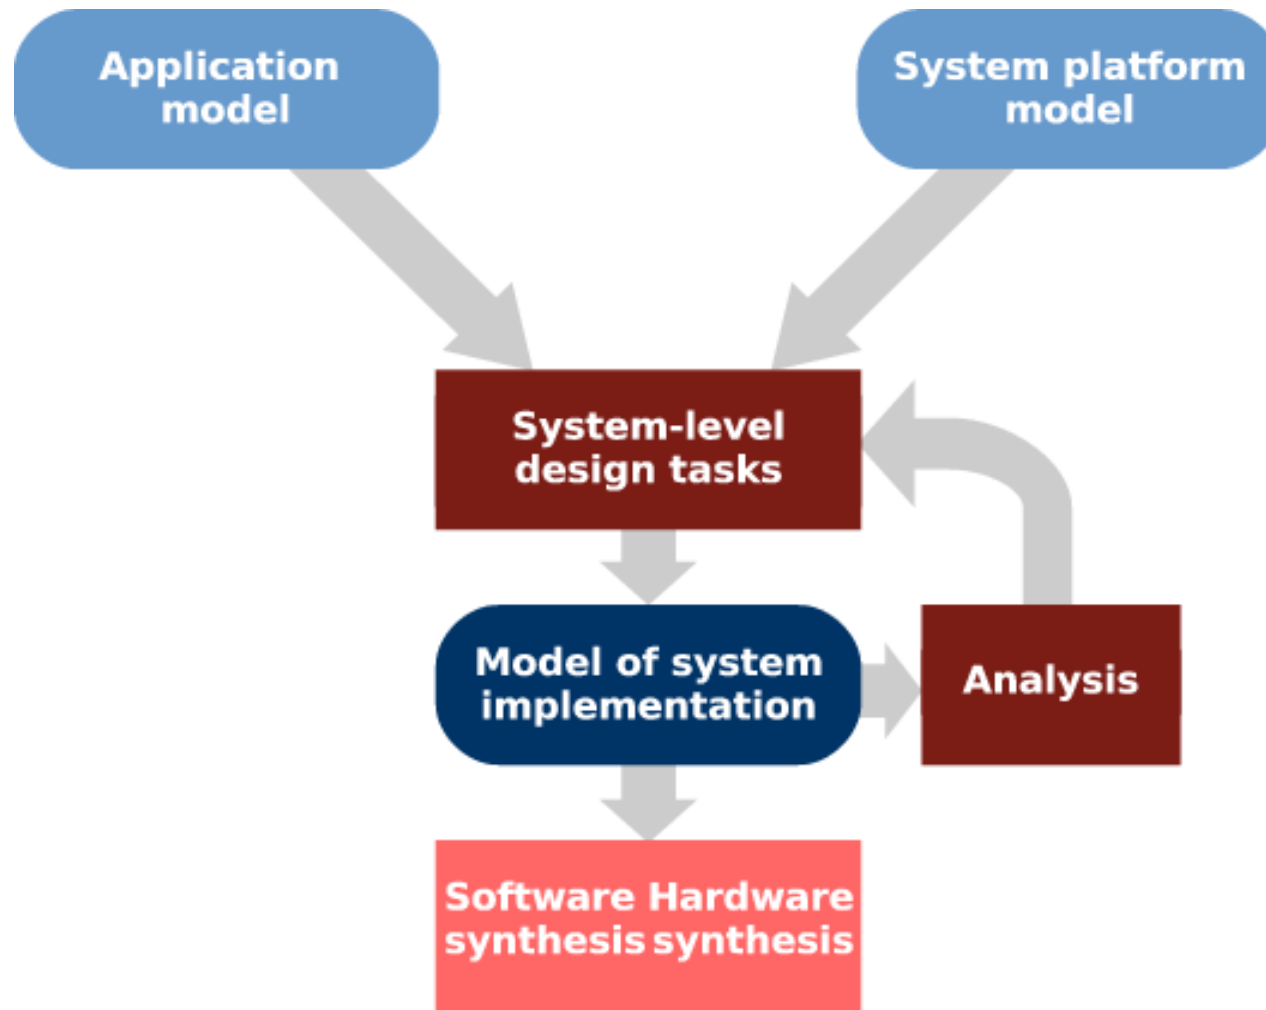 Application
model
System platform
model
System-level
design tasks
Model of system
implementation
Analysis
Software Hardware
synthesis synthesis